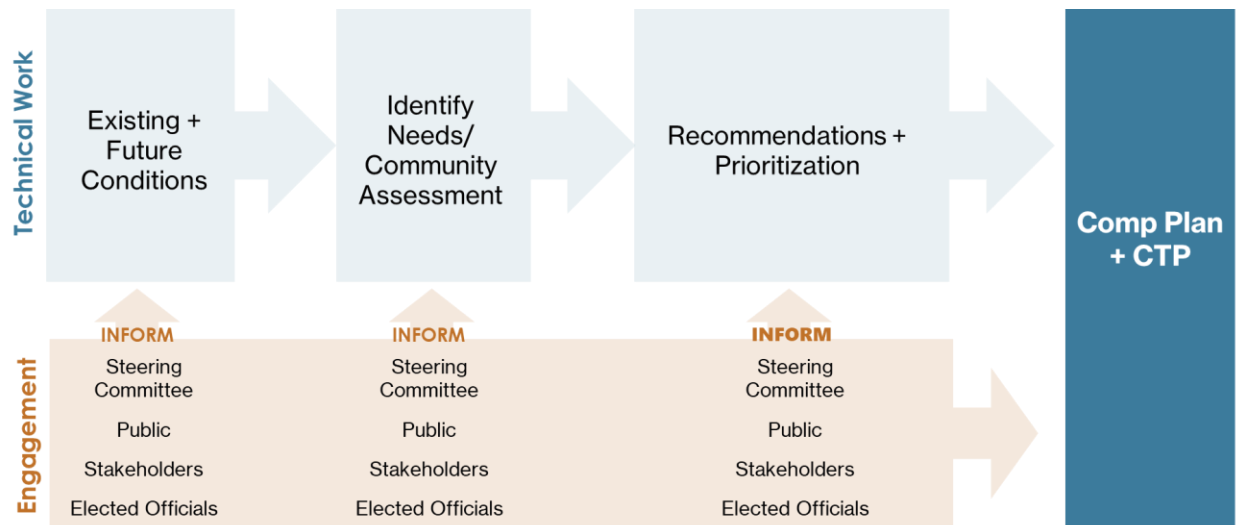 Technical Work
Existing +
Future
Conditions
Identify
Needs/
Community
Assessment
Recommendations +
Prioritization
Comp Plan
+ CTP
Engagement
INFORM
Steering
Committee
Public
Stakeholders
Elected Officials
INFORM
Steering
Committee
Public
Stakeholders
Elected Officials
INFORM
Steering
Committee
Public
Stakeholders
Elected Officials